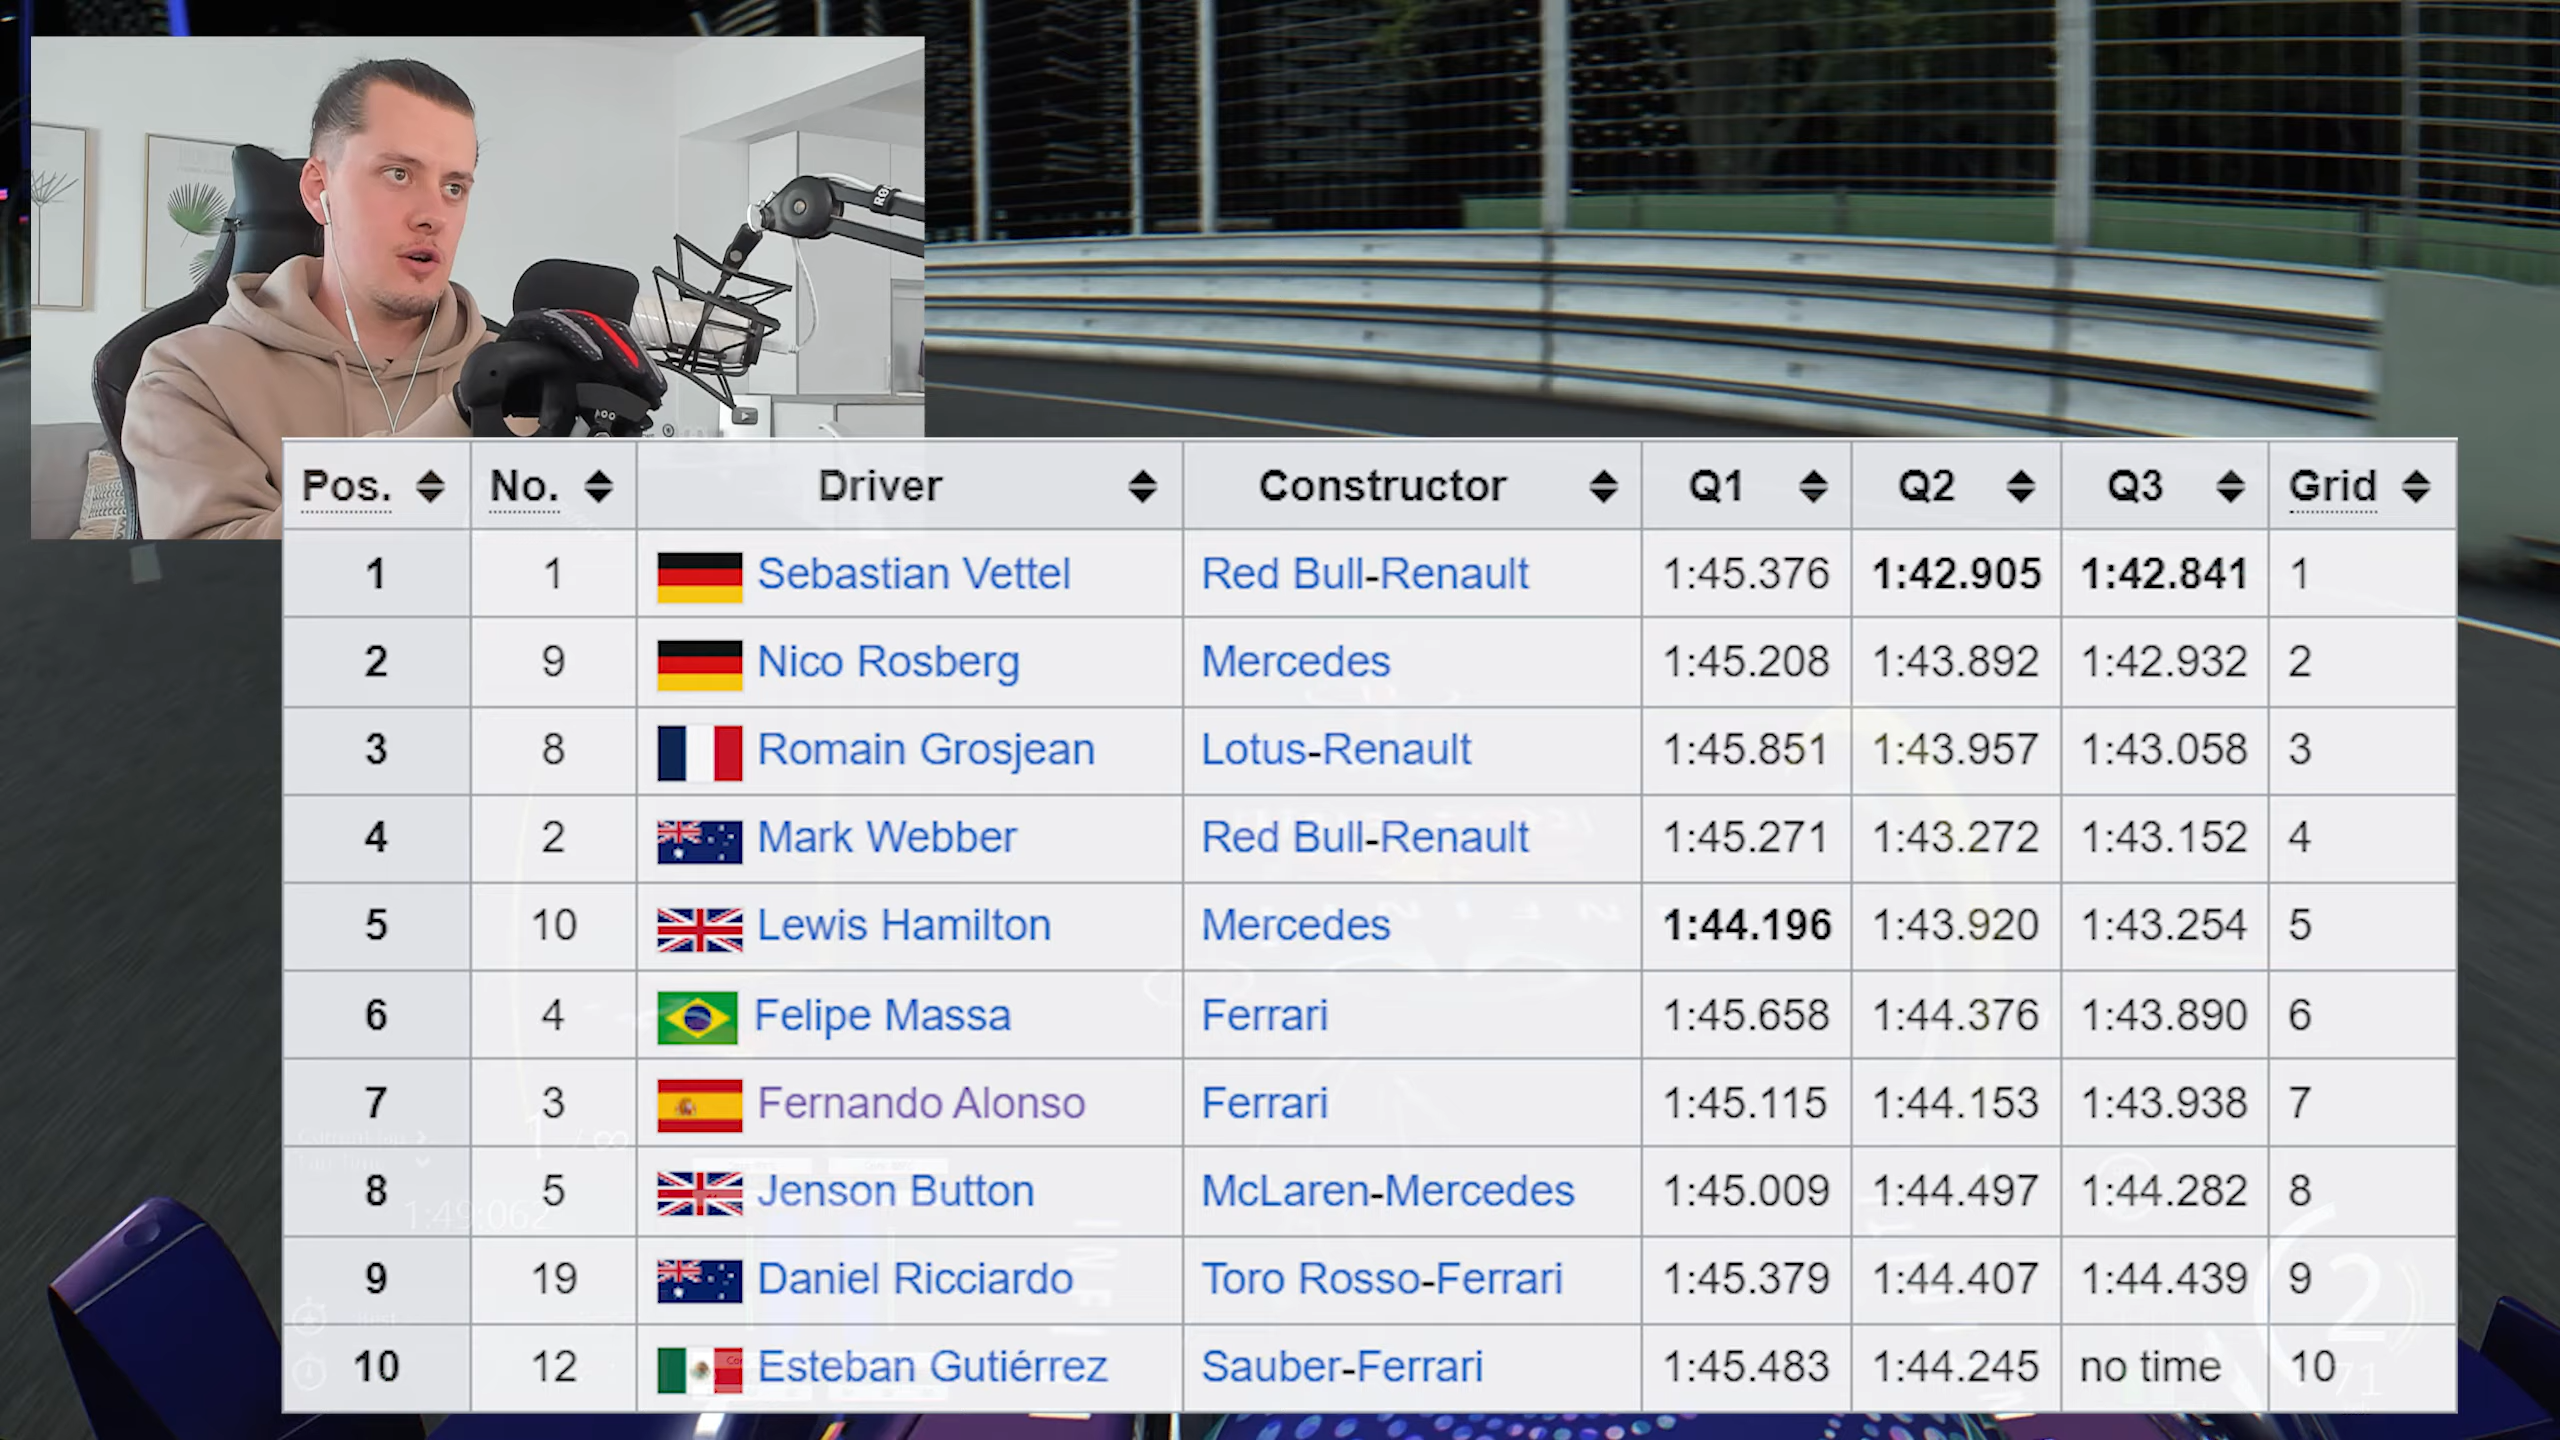 Pos. No. Driver Constructor Q1 Q2 Q3 Grid
1 1 Sebastian Vettel Red Bull-Renault 1:45.376 1:42.905 1:42.841 1
2 9 Nico Rosberg Mercedes 1:45.208 1:43.892 1:42.932 2
3 8 Romain Grosjean Lotus-Renault 1:45.851 1:43.957 1:43.058 3
4 2 Mark Webber Red Bull-Renault 1:45.271 1:43.272 1:43.152 4
5 10 Lewis Hamilton Mercedes 1:44.196 1:43.920 1:43.254 5
6 4 Felipe Massa Ferrari 1:45.658 1:44.376 1:43.890 6
7 3 Fernando Alonso Ferrari 1:45.115 1:44.153 1:43.938 7
8 5 Jenson Button McLaren-Mercedes 1:45.009 1:44.497 1:44.282 8
1:49:062
9 19 Daniel Ricciardo Toro Rosso-Ferrari 1:45.379 1:44.407 1:44.439 9
2
10 12 Esteban Gutiérrez Sauber-Ferrari 1:45.483 1:44.245 no time 10
71